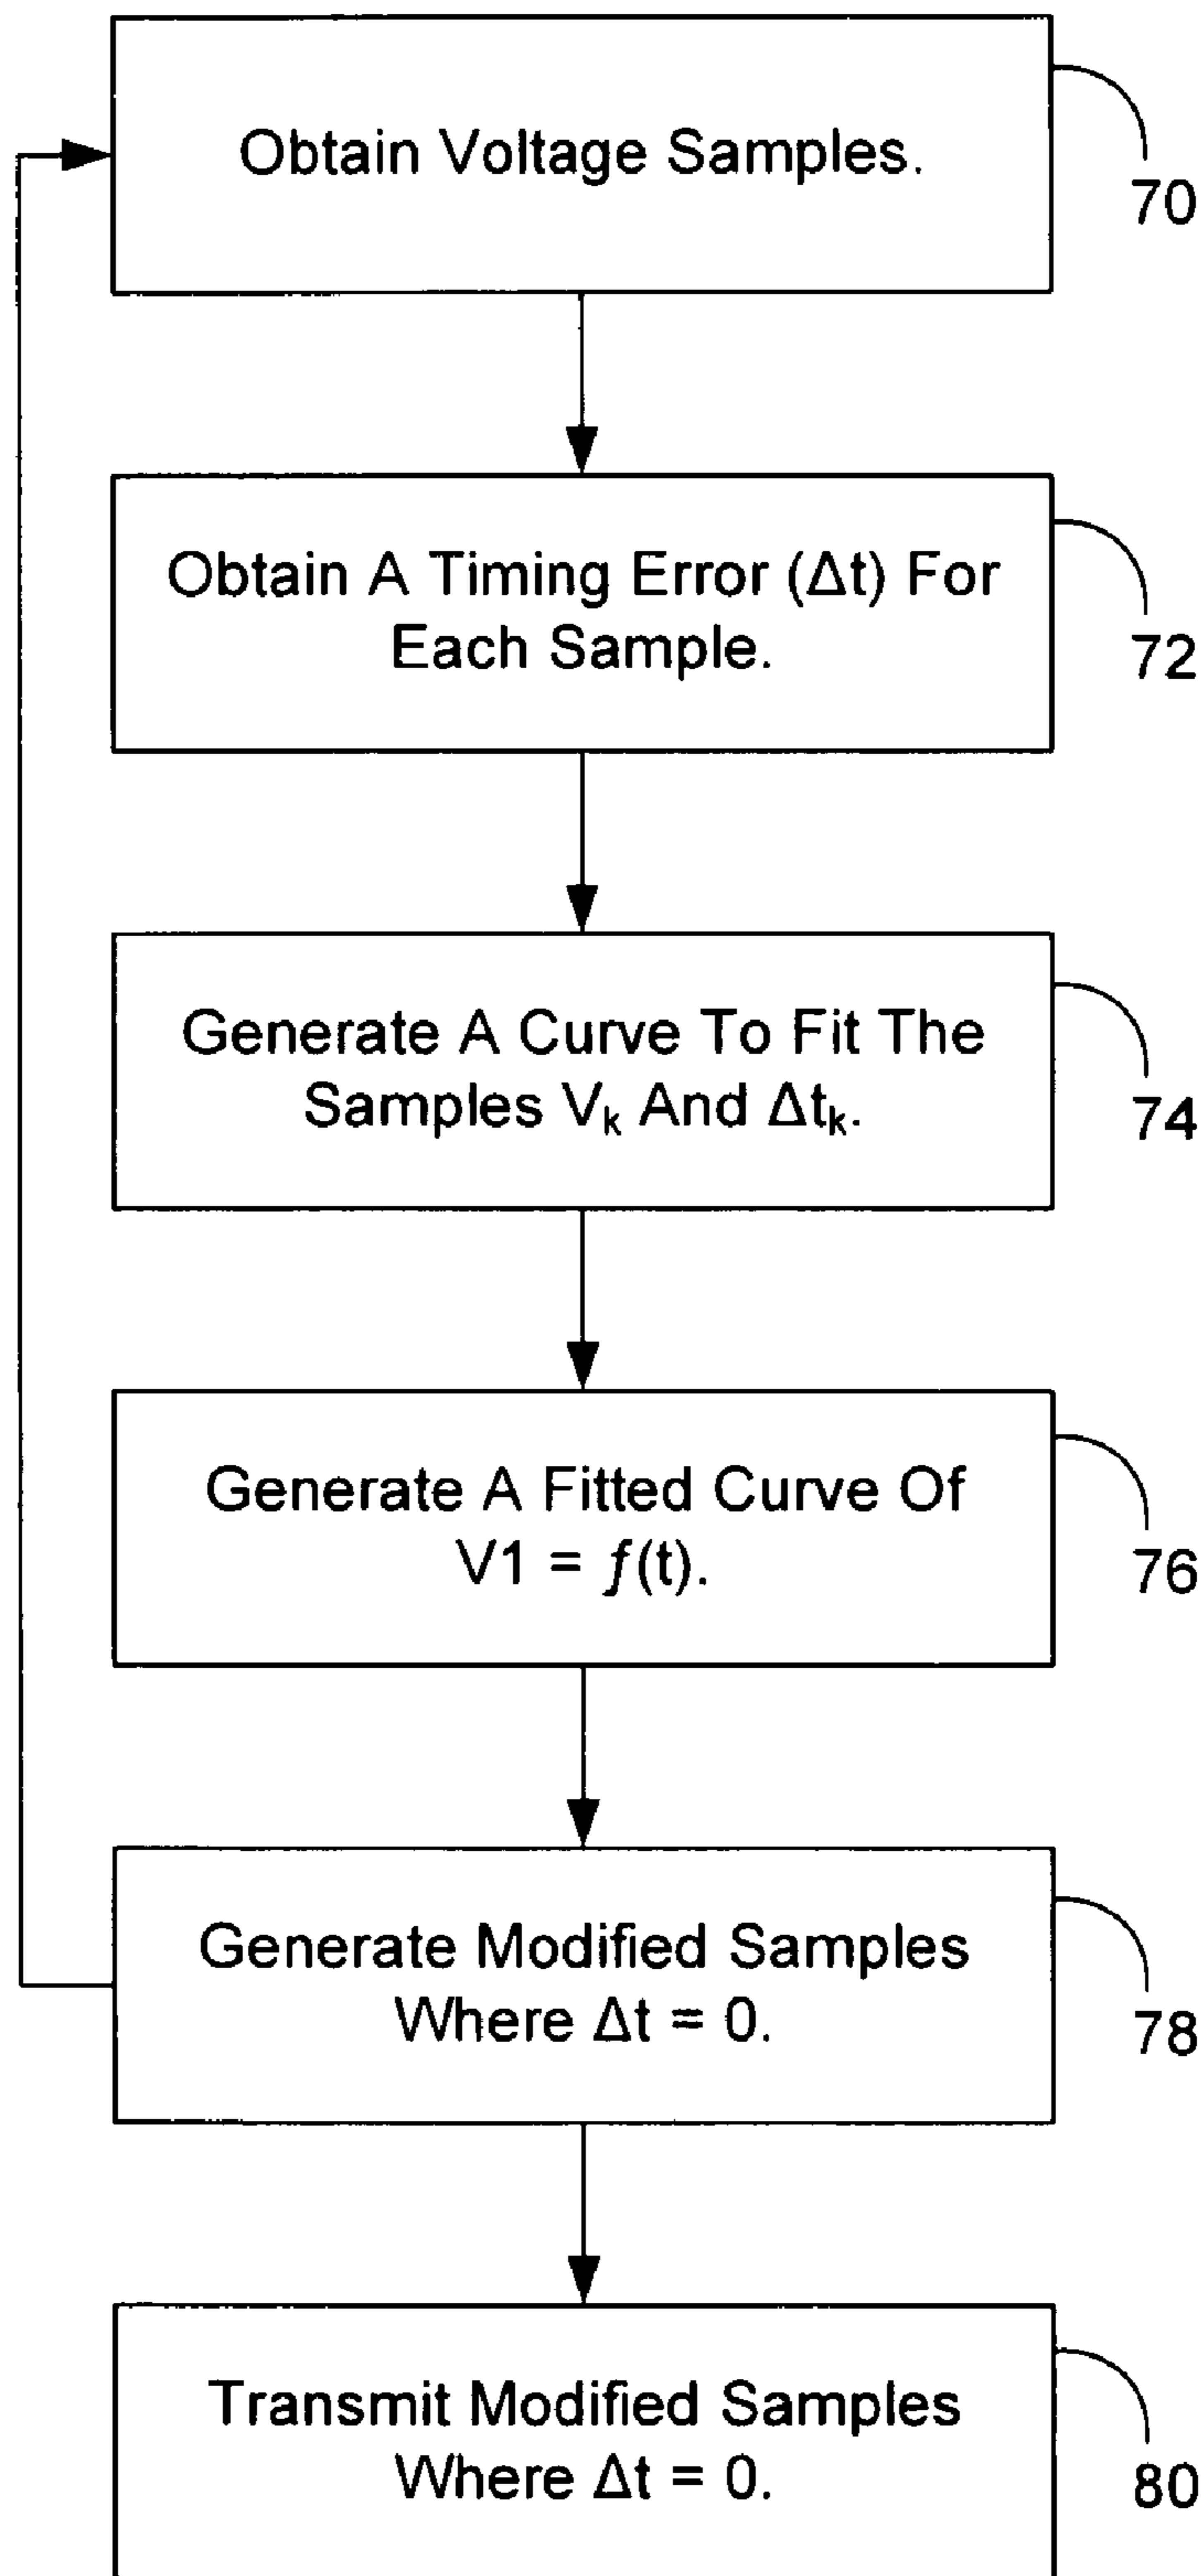 Obtain Voltage Samples.
70
Obtain A Timing Error (Δt) For
Each Sample.
72
Generate A Curve To Fit The
Samples Vₖ And Δtₖ.
74
Generate A Fitted Curve Of
V1 = ƒ(t).
76
Generate Modified Samples
Where Δt = 0.
78
Transmit Modified Samples
Where Δt = 0.
80